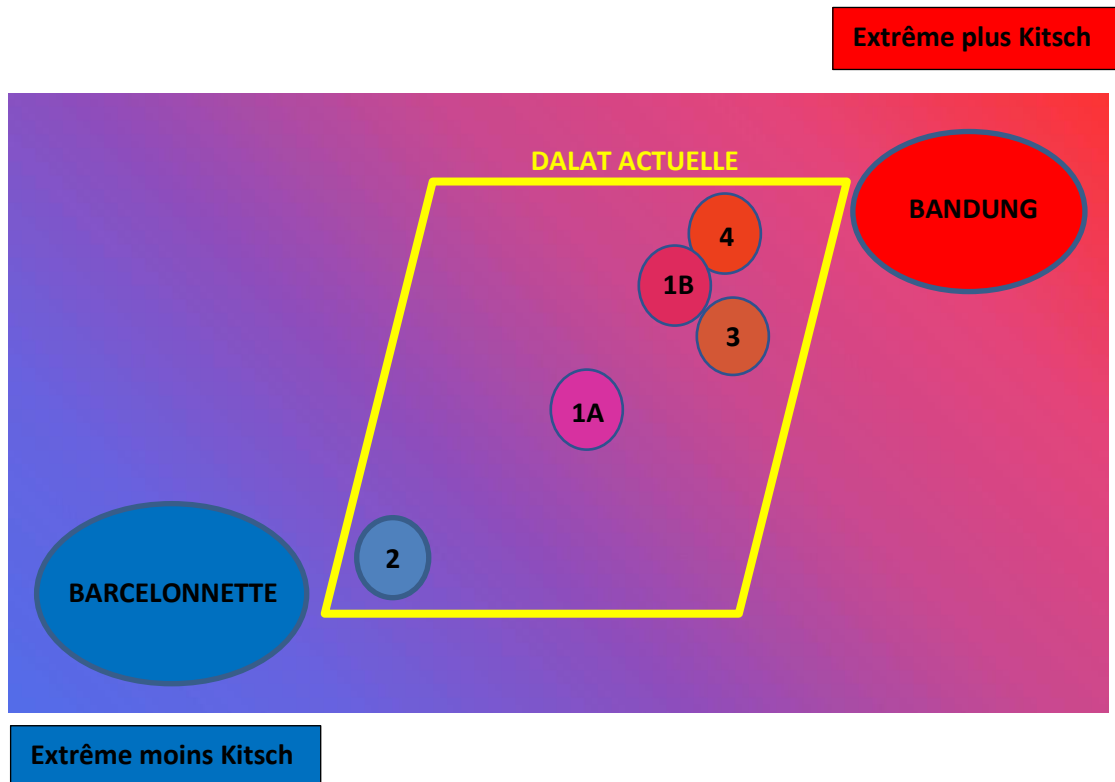 Extrême plus Kitsch
DALAT ACTUELLE
BANDUNG
4
1B
3
1A
2
BARCELONNETTE
Extrême moins Kitsch